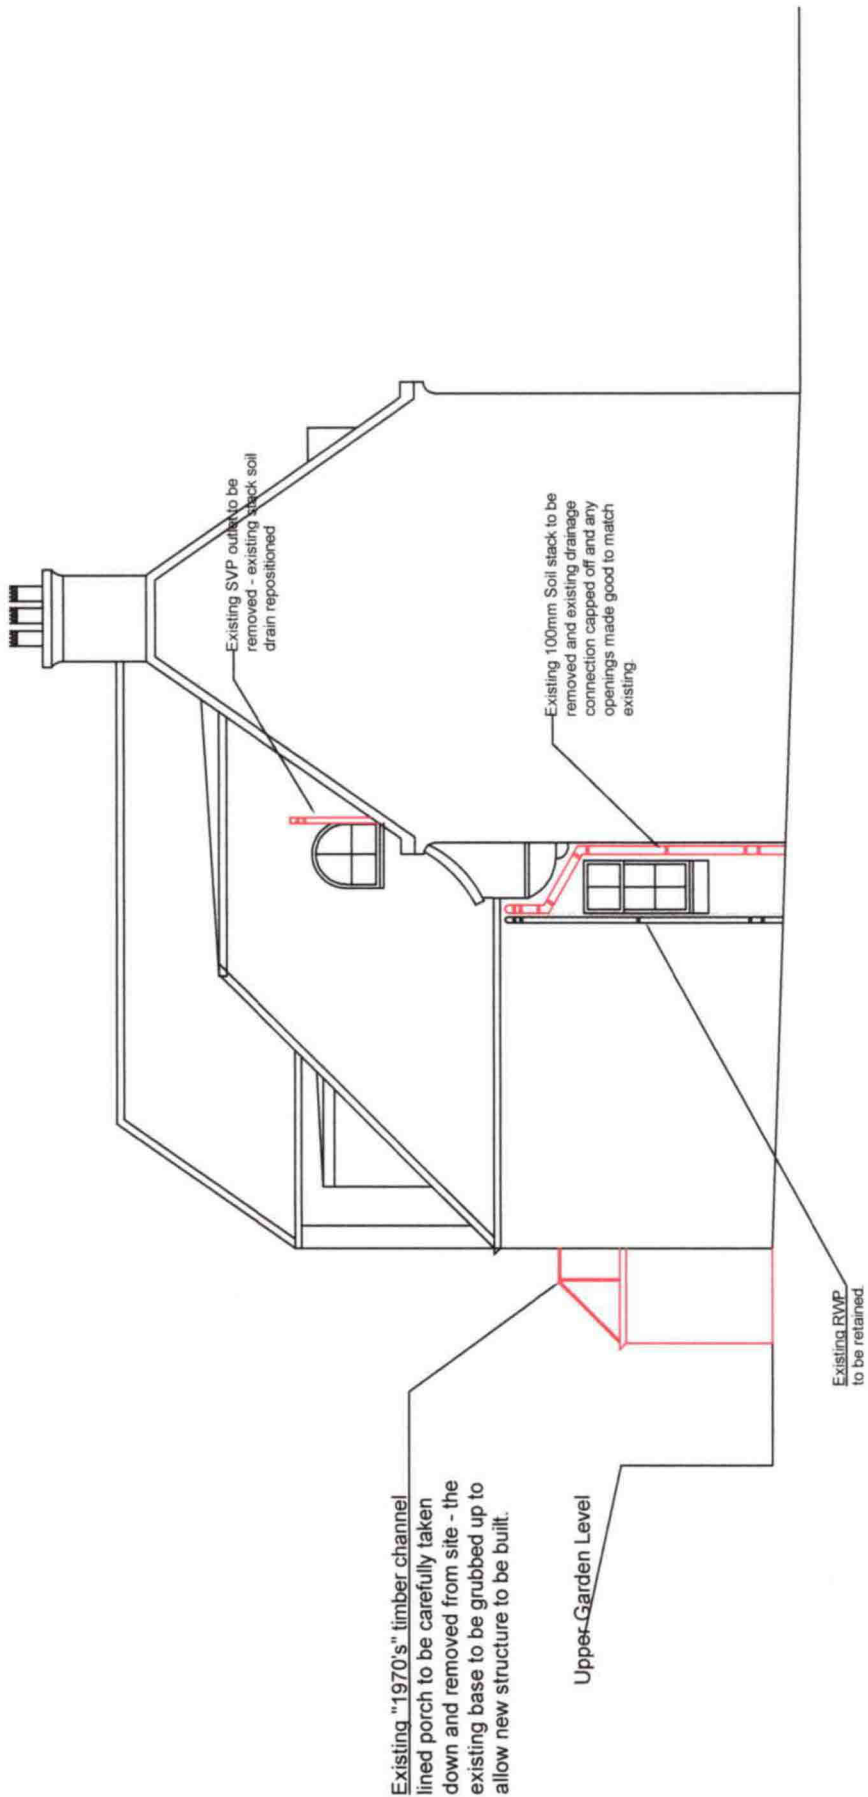 Existing SVP outlet to be
removed - existing stack soil
drain repositioned
Existing 100mm Soil stack to be
removed and existing drainage
connection capped off and any
openings made good to match
existing.
Existing "1970's" timber channel
lined porch to be carefully taken
down and removed from site - the
existing base to be grubbed up to
allow new structure to be built.
Upper Garden Level
Existing RWP
to be retained.